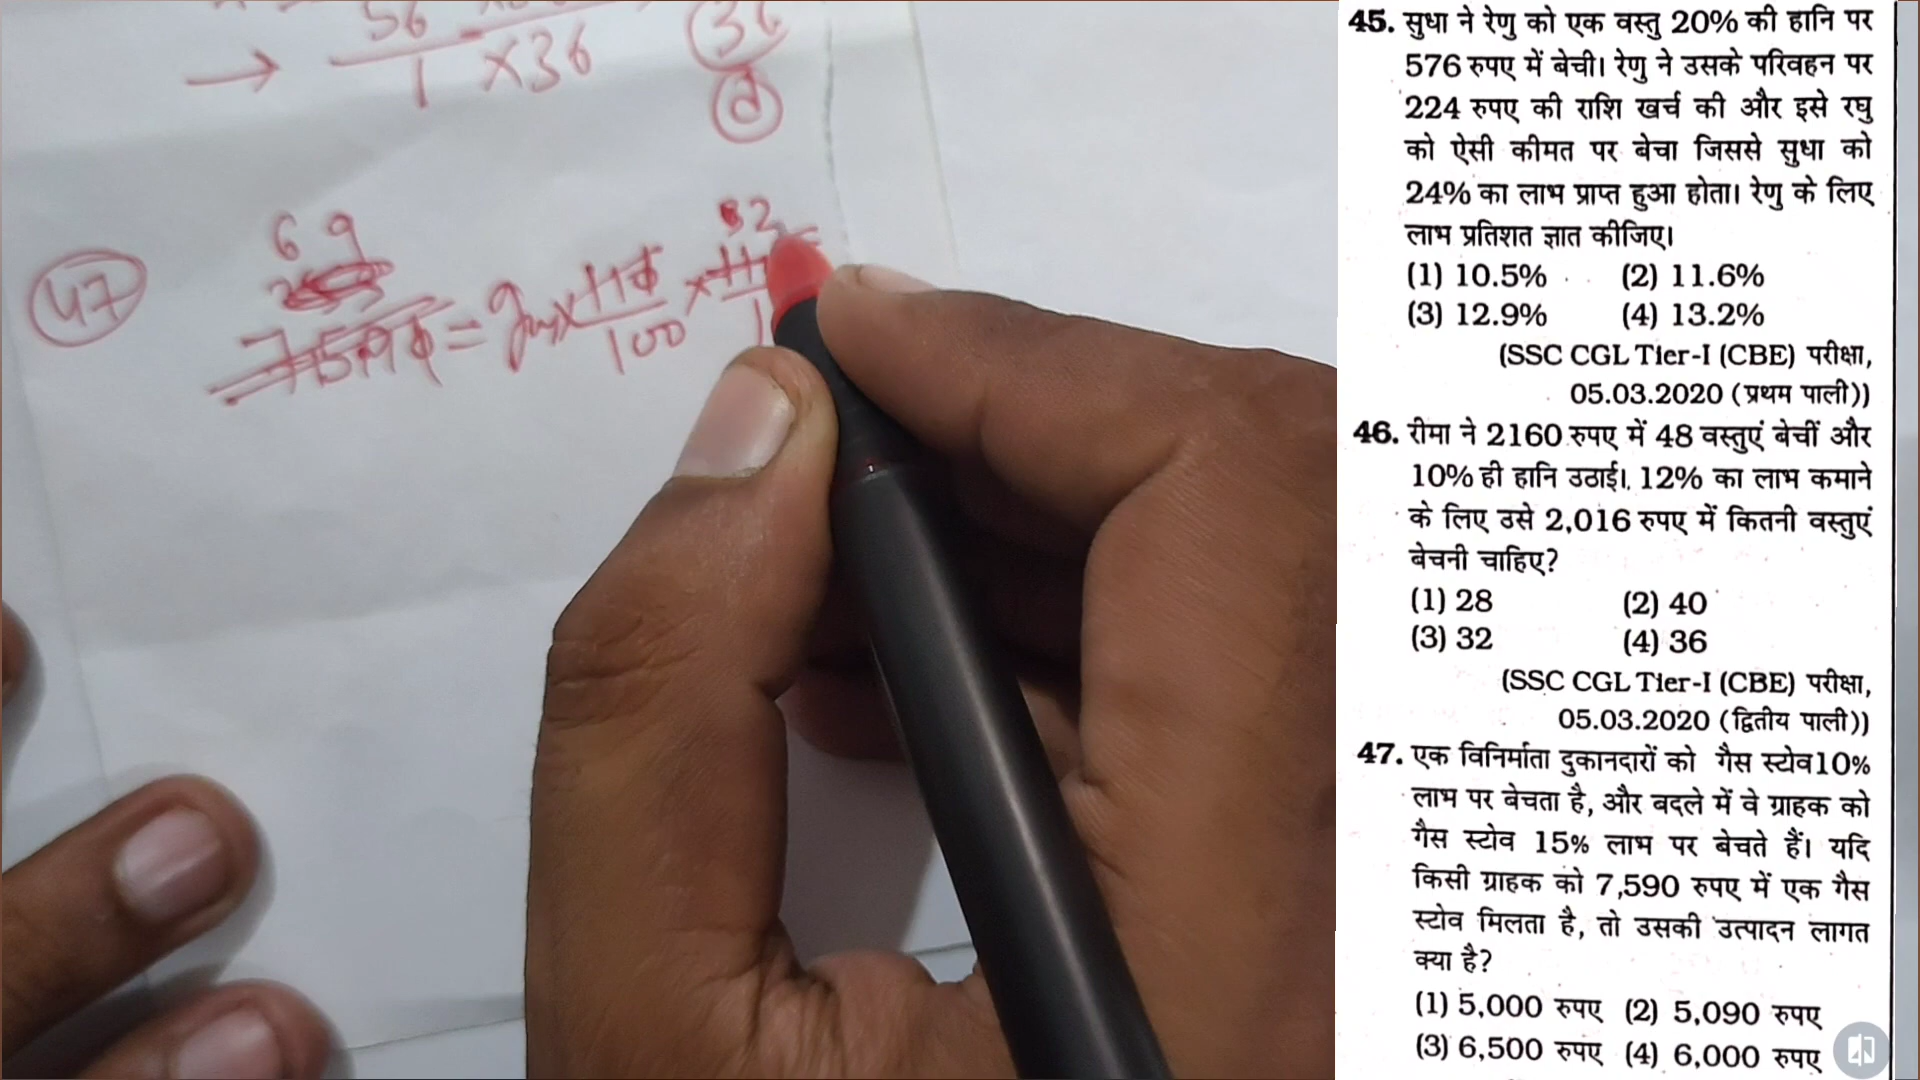 56
→ 1 × 36
36
d
47
6 9
7590 = × 110 ×
100
45. सुधा ने रेणु को एक वस्तु 20% की हानि पर
576 रुपए में बेची। रेणु ने उसके परिवहन पर
224 रुपए की राशि खर्च की और इसे रघु
को ऐसी कीमत पर बेचा जिससे सुधा को
24% का लाभ प्राप्त हुआ होता। रेणु के लिए
लाभ प्रतिशत ज्ञात कीजिए।
(1) 10.5% (2) 11.6%
(3) 12.9% (4) 13.2%
(SSC CGL Tier-I (CBE) परीक्षा,
05.03.2020 (प्रथम पाली))
46. रीमा ने 2160 रुपए में 48 वस्तुएं बेचीं और
10% ही हानि उठाई। 12% का लाभ कमाने
के लिए उसे 2,016 रुपए में कितनी वस्तुएं
बेचनी चाहिए?
(1) 28 (2) 40
(3) 32 (4) 36
(SSC CGL Tier-I (CBE) परीक्षा,
05.03.2020 (द्वितीय पाली))
47. एक विनिर्माता दुकानदारों को गैस स्टोव 10%
लाभ पर बेचता है, और बदले में वे ग्राहक को
गैस स्टोव 15% लाभ पर बेचते हैं। यदि
किसी ग्राहक को 7,590 रुपए में एक गैस
स्टोव मिलता है, तो उसकी उत्पादन लागत
क्या है?
(1) 5,000 रुपए (2) 5,090 रुपए
(3) 6,500 रुपए (4) 6,000 रुपए